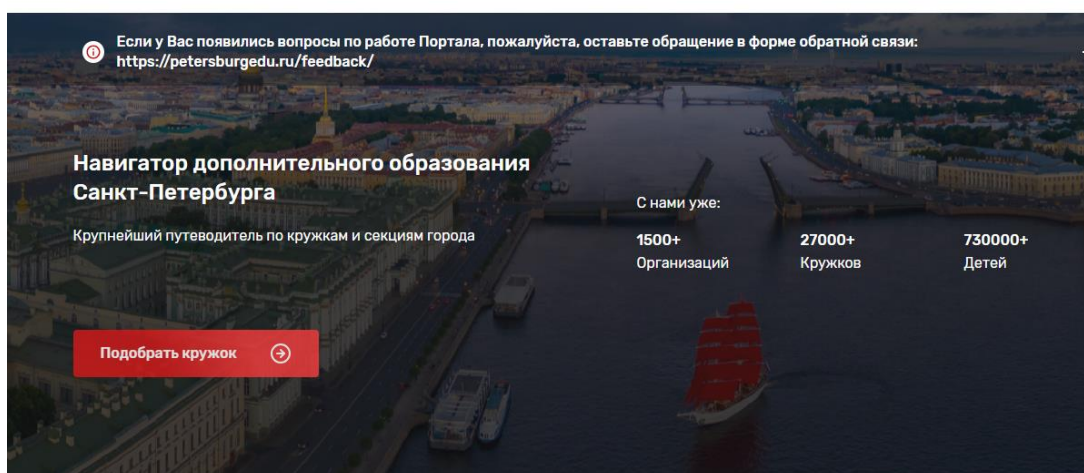 Если у Вас появились вопросы по работе Портала, пожалуйста, оставьте обращение в форме обратной связи:
https://petersburgedu.ru/feedback/
Навигатор дополнительного образования
Санкт-Петербурга
Крупнейший путеводитель по кружкам и секциям города
С нами уже:
1500+
Организаций
27000+
Кружков
730000+
Детей
Подобрать кружок